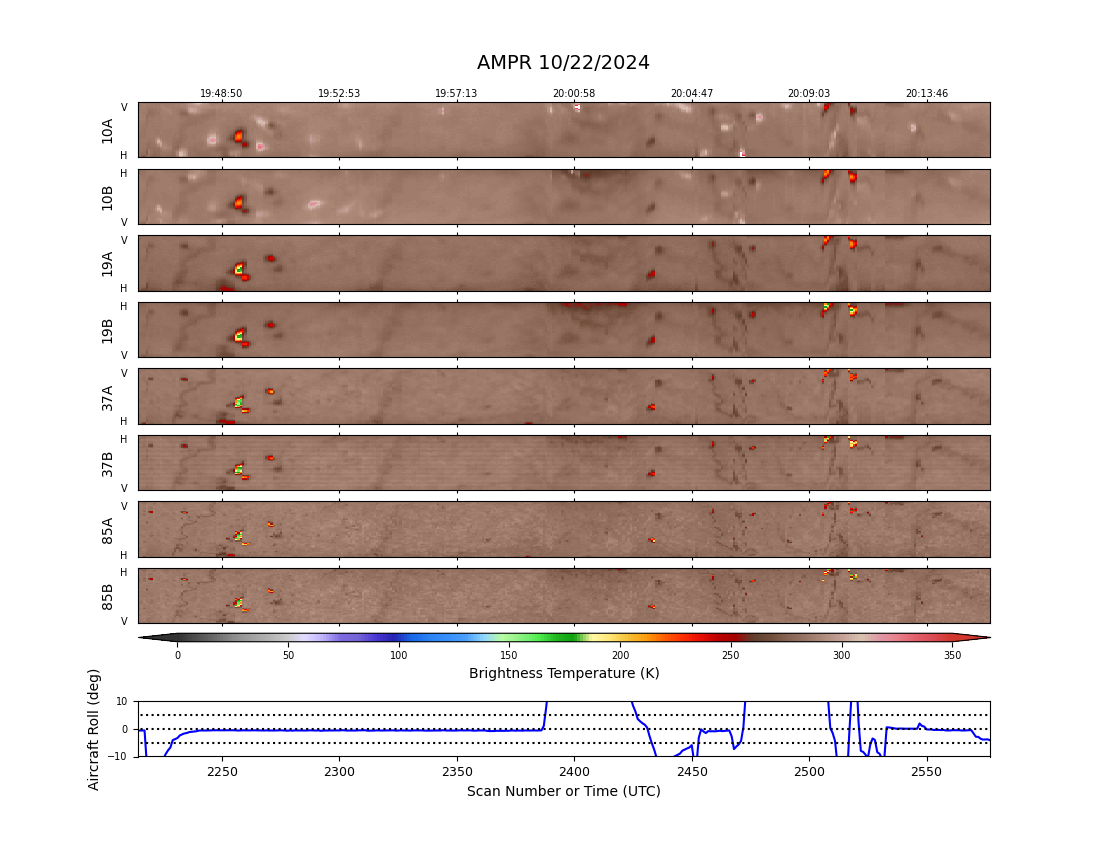 AMPR 10/22/2024
19:48:50 19:52:53 19:57:13 20:00:58 20:04:47 20:09:03 20:13:46
V
10A
H
H
10B
V
V
19A
H
H
19B
V
V
37A
H
H
37B
V
V
85A
H
H
85B
V
0 50 100 150 200 250 300 350
Brightness Temperature (K)
Aircraft Roll (deg)
10
0
−10
2250 2300 2350 2400 2450 2500 2550
Scan Number or Time (UTC)